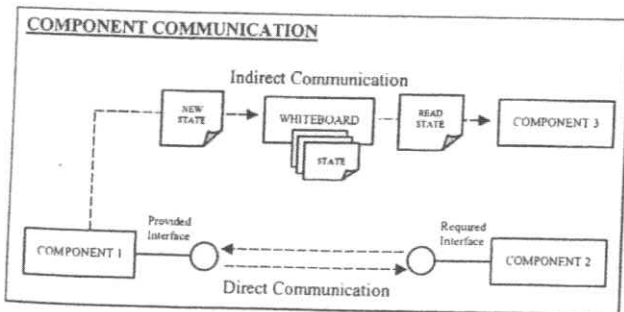 COMPONENT COMMUNICATION
Indirect Communication
NEW
STATE
WHITEBOARD
STATE
READ
STATE
COMPONENT 3
Provided
Interface
Required
Interface
COMPONENT 1
COMPONENT 2
Direct Communication